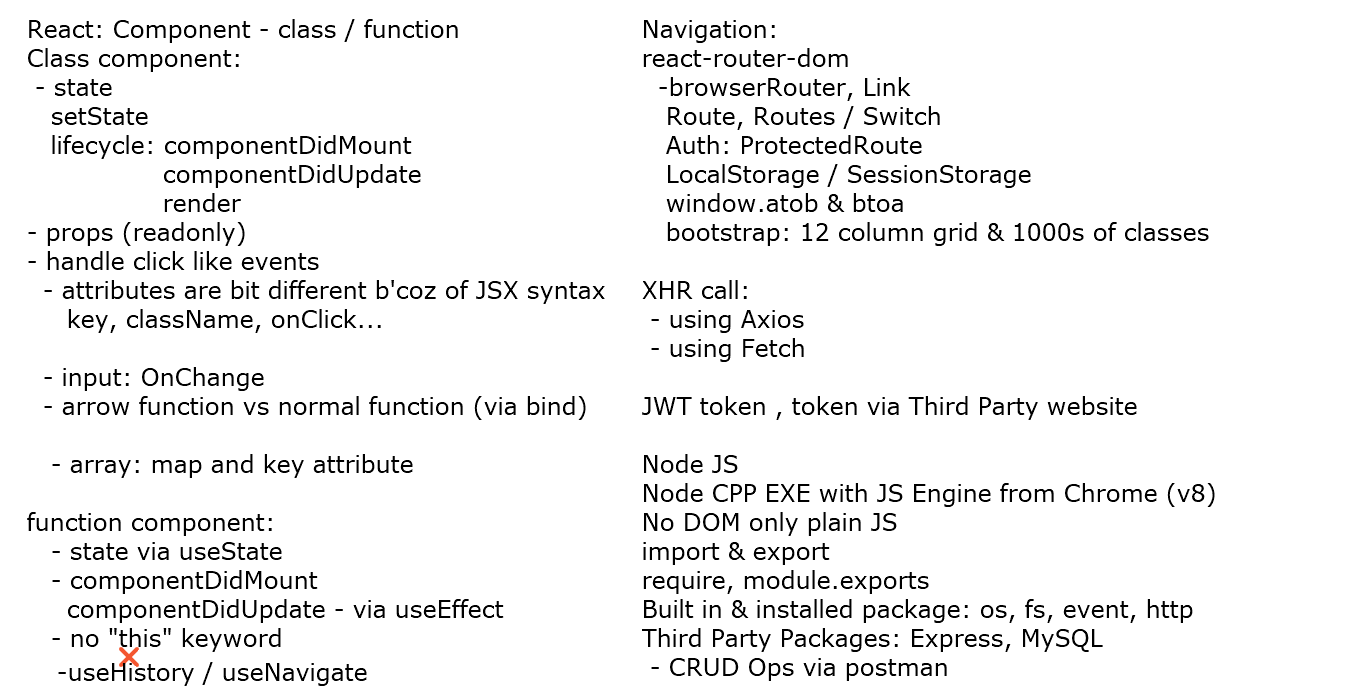 React: Component - class / function
Class component:
- state
setState
lifecycle: componentDidMount
componentDidUpdate
render
- props (readonly)
- handle click like events
- attributes are bit different b'coz of JSX syntax
key, className, onClick...
- input: OnChange
- arrow function vs normal function (via bind)
- array: map and key attribute
function component:
- state via useState
- componentDidMount
componentDidUpdate - via useEffect
- no "this" keyword
-useHistory / useNavigate
Navigation:
react-router-dom
-browserRouter, Link
Route, Routes / Switch
Auth: ProtectedRoute
LocalStorage / SessionStorage
window.atob & btoa
bootstrap: 12 column grid & 1000s of classes
XHR call:
- using Axios
- using Fetch
JWT token , token via Third Party website
Node JS
Node CPP EXE with JS Engine from Chrome (v8)
No DOM only plain JS
import & export
require, module.exports
Built in & installed package: os, fs, event, http
Third Party Packages: Express, MySQL
- CRUD Ops via postman